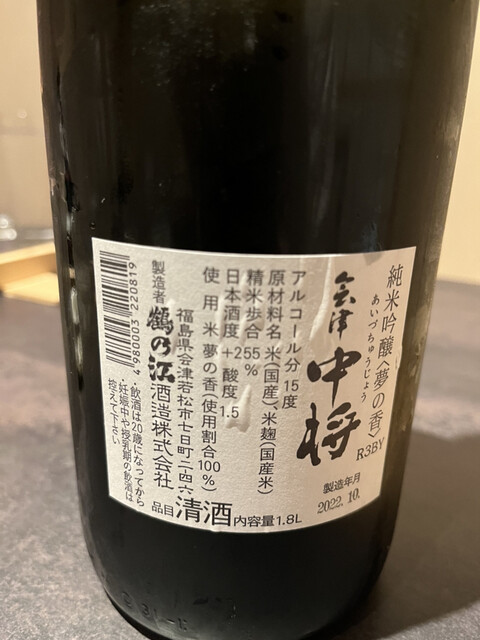 純米吟醸〈夢の香〉
R3BY
あいづちゅうじょう
会津中将
製造年月
2022.10.
アルコール分 15度
原材料名 米(国産)、米麹(国産米)
精米歩合 55%
日本酒度 +2 酸度 1.5
使用米 夢の香(使用割合100%)
福島県会津若松市七日町二-四六
製造者 鶴乃江酒造株式会社
品目 清酒 内容量1.8L
4980003 220819
・飲酒は20歳になってから
・妊娠中や授乳期の飲酒は
控えて下さい